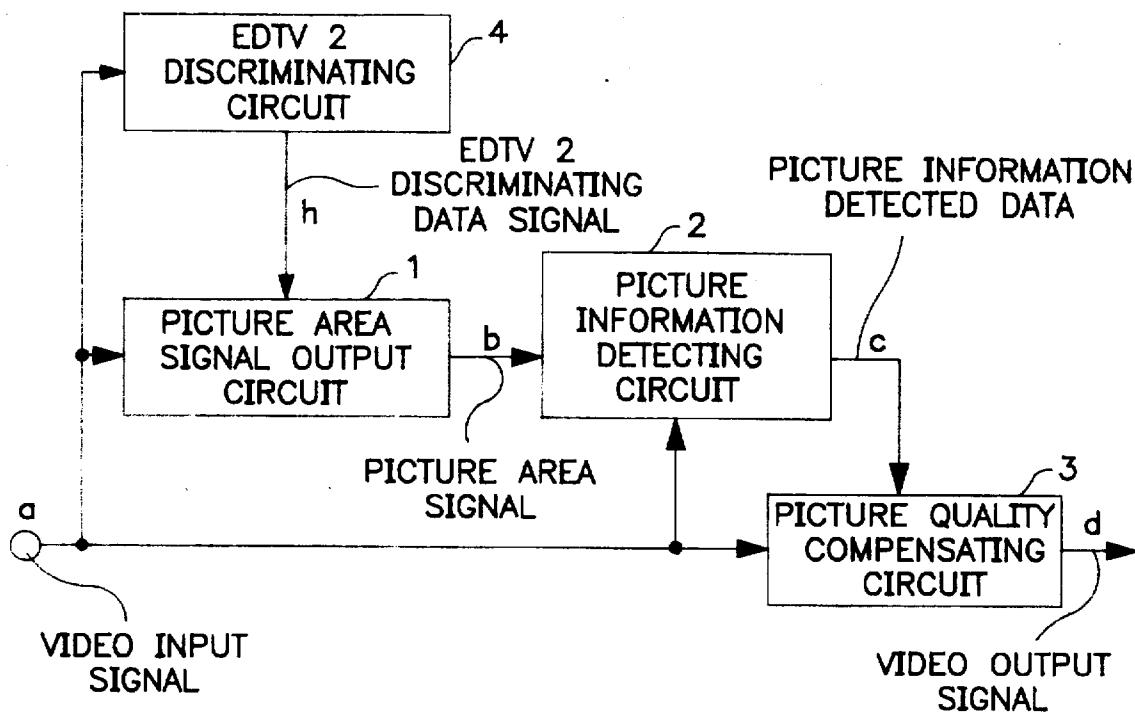 EDTV 2
DISCRIMINATING
CIRCUIT
4
EDTV 2
DISCRIMINATING
DATA SIGNAL
h
PICTURE INFORMATION
DETECTED DATA
1
PICTURE AREA
SIGNAL OUTPUT
CIRCUIT
b
2
PICTURE
INFORMATION
DETECTING
CIRCUIT
c
PICTURE AREA
SIGNAL
3
PICTURE QUALITY
COMPENSATING
CIRCUIT
d
a
VIDEO INPUT
SIGNAL
VIDEO OUTPUT
SIGNAL